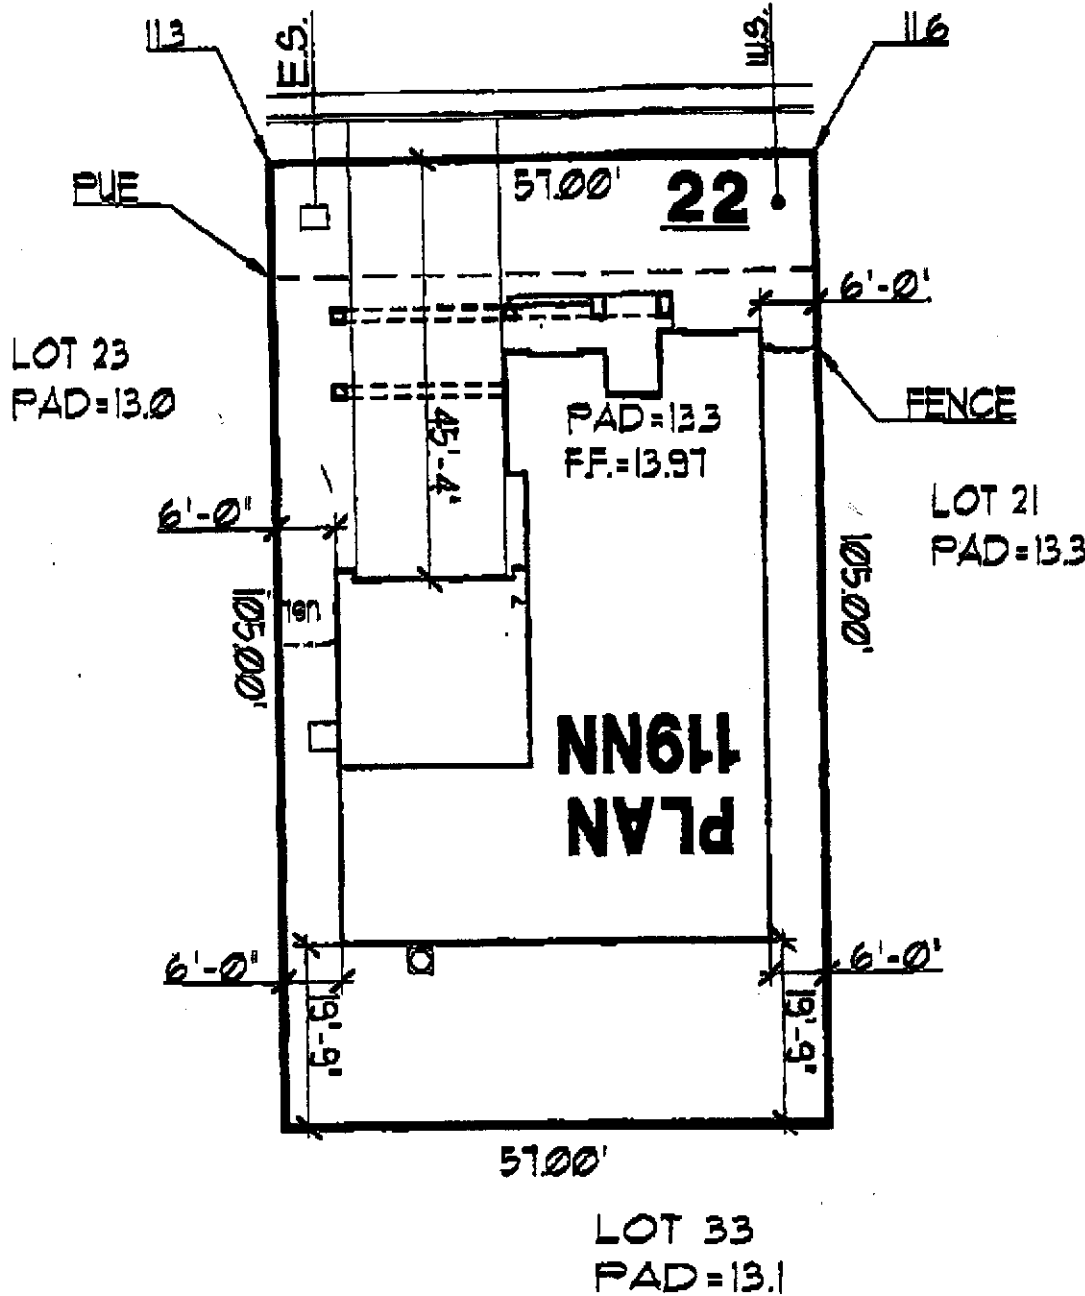 11.3
E.S.
W.S.
11.6
PUE
57.00'
22
6'-0"
LOT 23
PAD=13.0
FENCE
PAD=13.3
F.F.=13.97
45'-4"
LOT 21
PAD=13.3
6'-0"
105.00'
105.00'
PLAN
119NN
6'-0"
6'-0"
19'-9"
19'-9"
57.00'
LOT 33
PAD=13.1